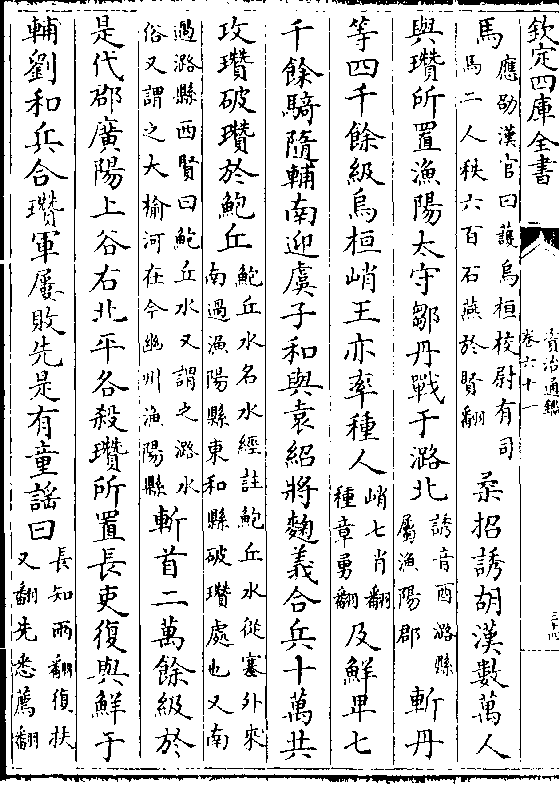 欽定四庫全書
資治通鑑
卷六十一
三十四
馬應劭漢官曰護烏桓校尉有司馬二人秩六百石燕於賢翻柔招誘胡漢數萬人
與瓚所置漁陽太守鄒丹戰于潞北誘音酉潞縣屬漁陽郡斬丹
等四千餘級烏桓峭王亦率種人峭七肖翻種章勇翻及鮮卑七
千餘騎隨輔南迎虞子和與袁紹將麴義合兵十萬共
攻瓚破瓚於鮑丘鮑丘水名水經註鮑丘水從塞外來南過漁陽縣東和縣破瓚處也又南
過潞縣西賢曰鮑丘水又謂之潞水俗又謂之大榆河在今幽州漁陽縣斬首二萬餘級於
是代郡廣陽上谷右北平各殺瓚所置長吏復與鮮于
輔劉和兵合瓚軍屢敗先是有童謡曰長知兩翻復扶又翻先悉薦翻